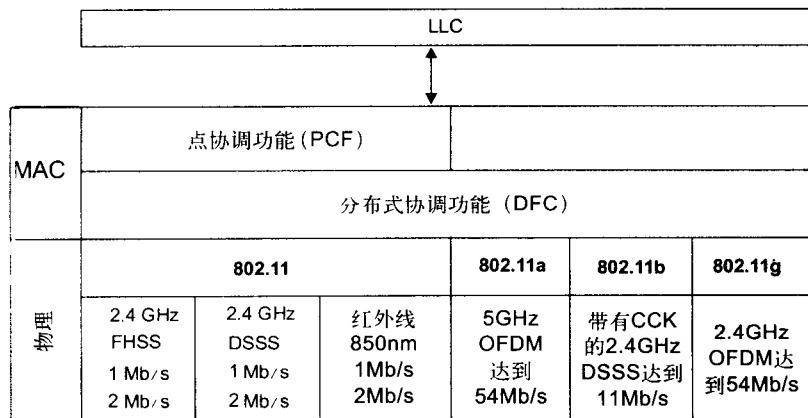 LLC
点协调功能(PCF)
MAC
分布式协调功能 (DFC)
物理
802.11
802.11a
802.11b
802.11g
2.4 GHz
FHSS
1 Mb/s
2 Mb/s
2.4 GHz
DSSS
1 Mb/s
2 Mb/s
红外线
850nm
1Mb/s
2Mb/s
5GHz
OFDM
达到
54Mb/s
带有CCK
的2.4GHz
DSSS达到
11Mb/s
2.4GHz
OFDM达
到54Mb/s